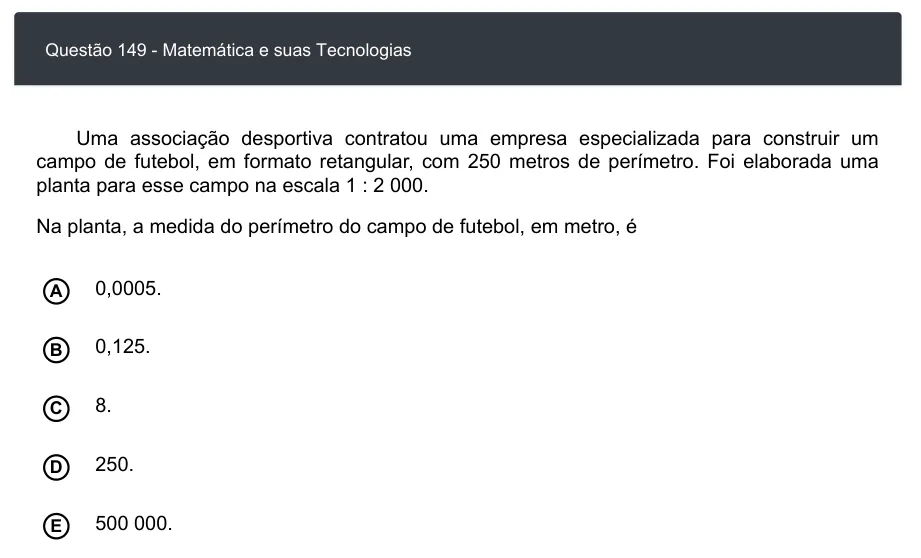 Questão 149 - Matemática e suas Tecnologias
Uma associação desportiva contratou uma empresa especializada para construir um
campo de futebol, em formato retangular, com 250 metros de perímetro. Foi elaborada uma
planta para esse campo na escala 1 : 2 000.
Na planta, a medida do perímetro do campo de futebol, em metro, é
A 0,0005.
B 0,125.
C 8.
D 250.
E 500 000.